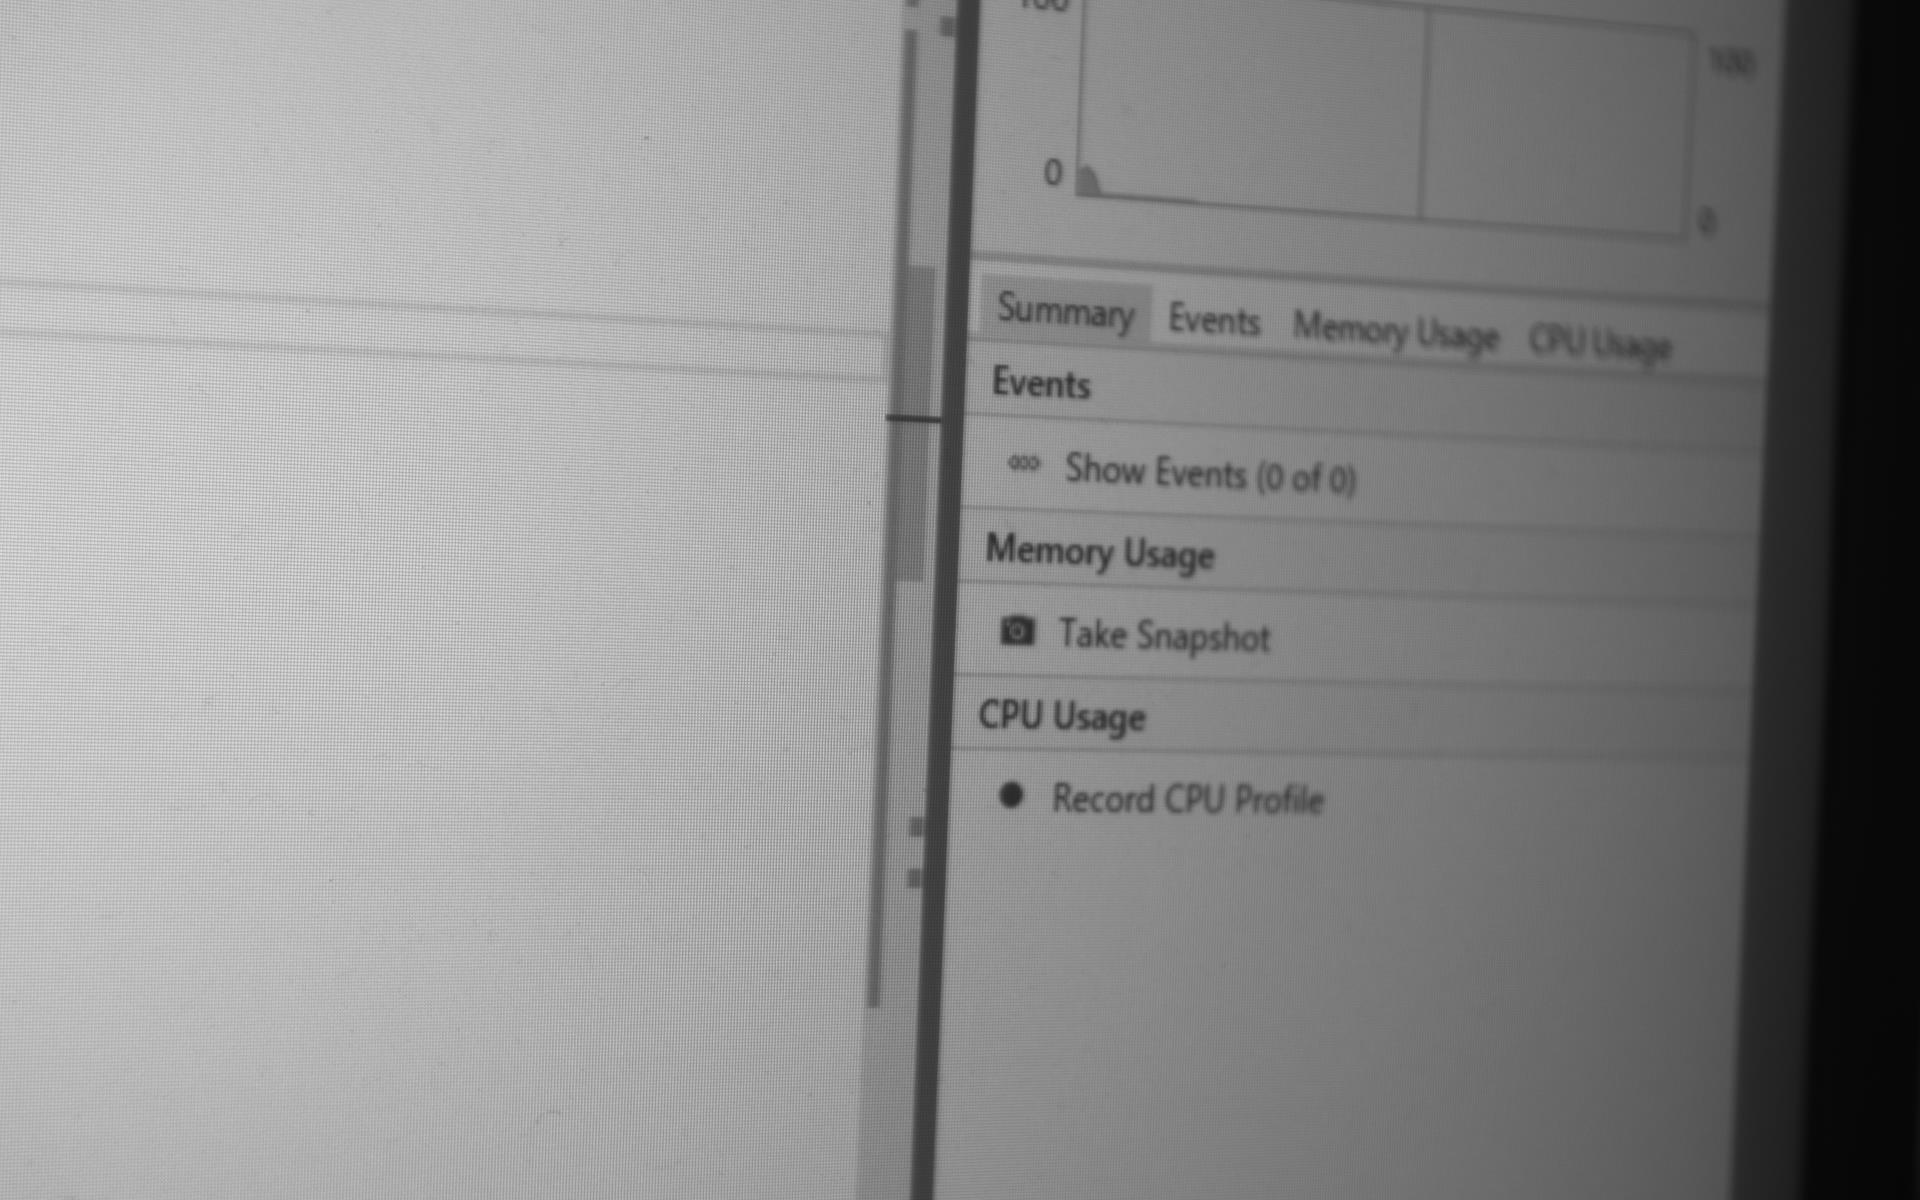 100
100
0
0
Summary Events Memory Usage CPU Usage
Events
Show Events (0 of 0)
Memory Usage
Take Snapshot
CPU Usage
Record CPU Profile